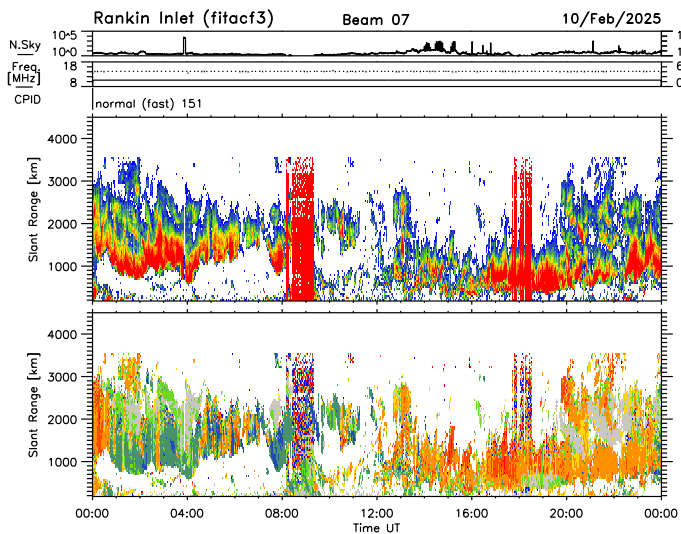 Rankin Inlet (fitacf3) Beam 07 10/Feb/2025
N.Sky 10^5 10^0 1 1
Freq. [MHz] 18 8 6 0
CPID normal (fast) 151
Slant Range [km] 4000 3000 2000 1000
Slant Range [km] 4000 3000 2000 1000 0
00:00 04:00 08:00 12:00 16:00 20:00 00:00
Time UT